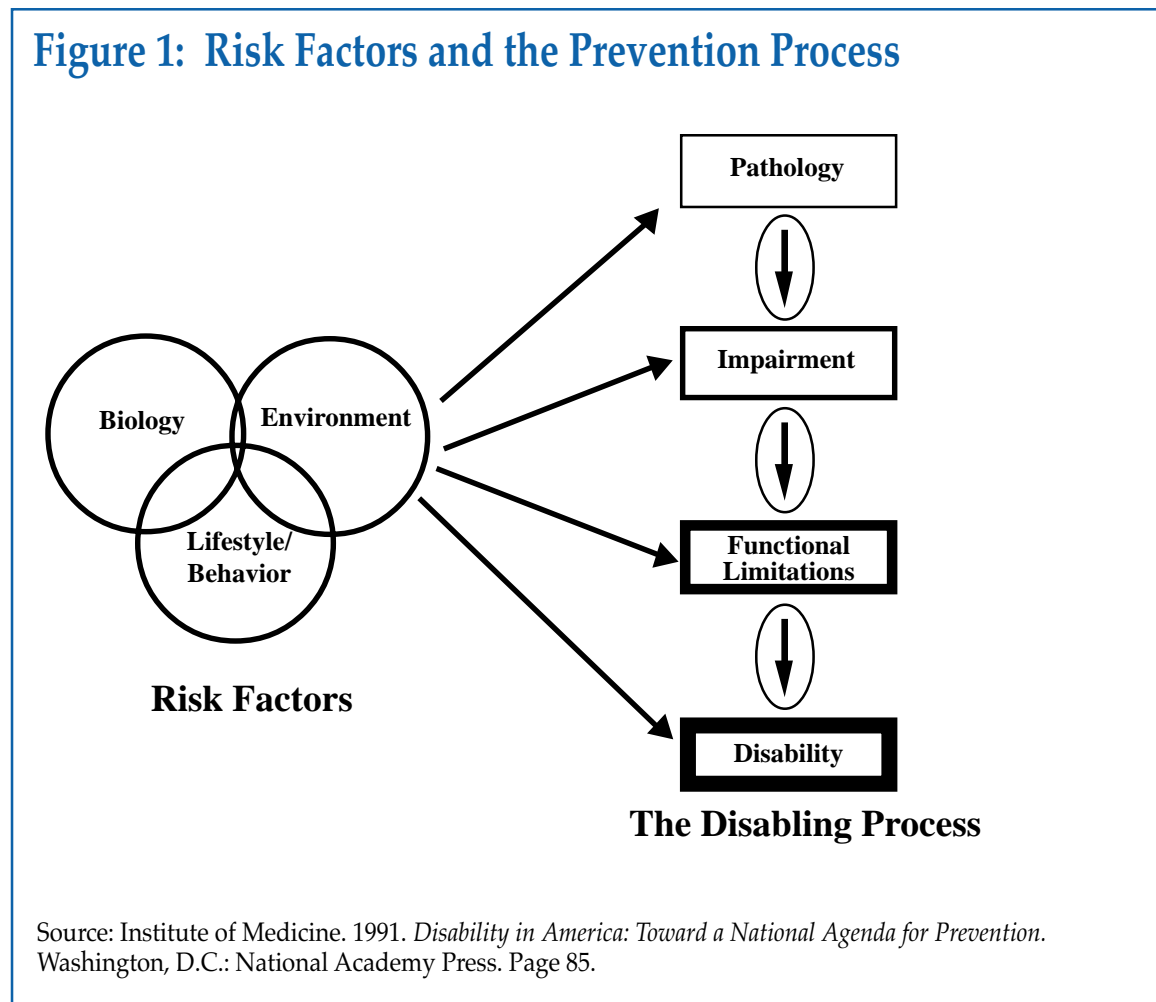 Figure 1: Risk Factors and the Prevention Process
Pathology
Impairment
Biology
Environment
Lifestyle/
Behavior
Functional
Limitations
Risk Factors
Disability
The Disabling Process
Source: Institute of Medicine. 1991. Disability in America: Toward a National Agenda for Prevention.
Washington, D.C.: National Academy Press. Page 85.